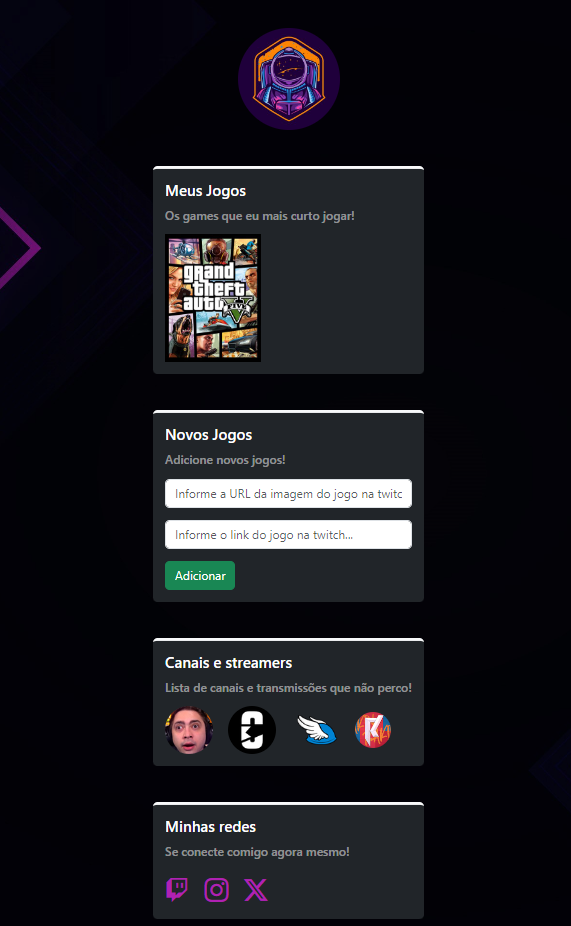 Meus Jogos
Os games que eu mais curto jogar!
grand
theft
auto
FIVE
Novos Jogos
Adicione novos jogos!
Informe a URL da imagem do jogo na twitc
Informe o link do jogo na twitch...
Adicionar
Canais e streamers
Lista de canais e transmissões que não perco!
Minhas redes
Se conecte comigo agora mesmo!